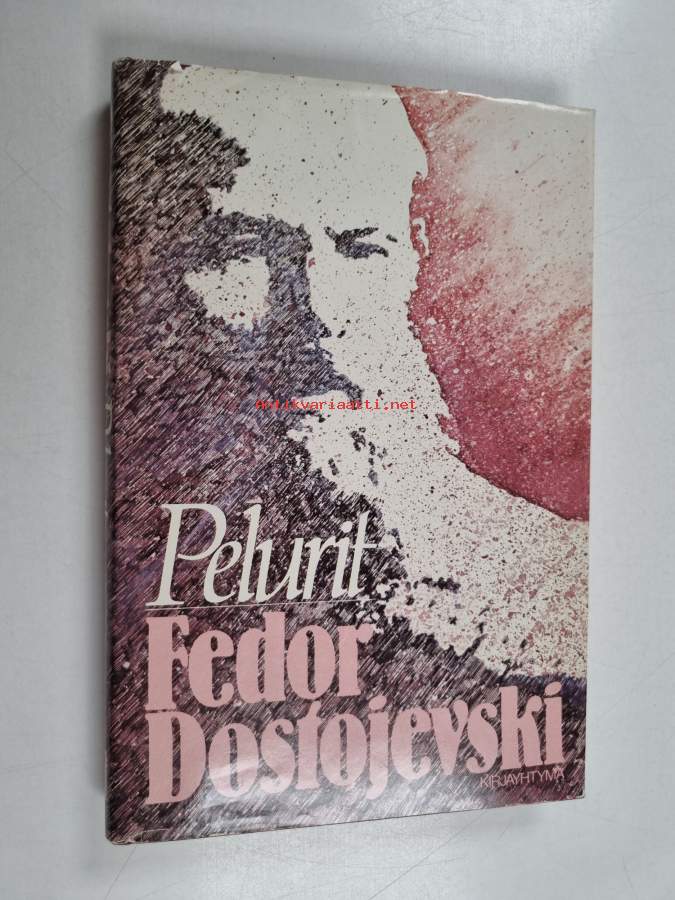 Antikvariaatti.net
Pelurit
Fedor
Dostojevski
KIRJAYHTYMÄ